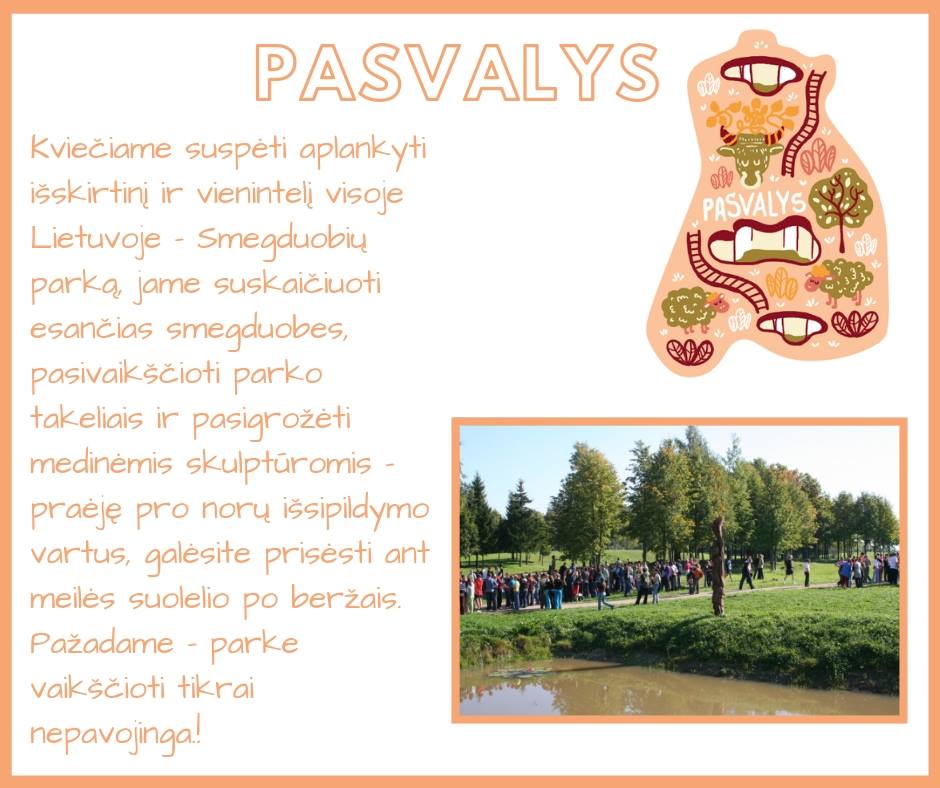 PASVALYS
Kviečiame suspėti aplankyti
išskirtinį ir vienintelį visoje
Lietuvoje - Smegduobių
parką, jame suskaičiuoti
esančias smegduobes,
pasivaikščioti parko
takeliais ir pasigrožėti
medinėmis skulptūromis -
praėję pro norų išsipildymo
vartus, galėsite prisėsti ant
meilės suolelio po beržais.
Pažadame - parke
vaikščioti tikrai
nepavojinga.!
PASVALYS